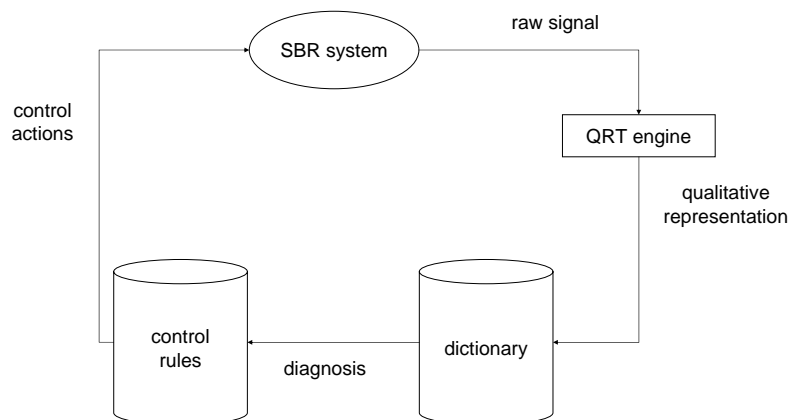 raw signal
SBR system
control
actions
QRT engine
qualitative
representation
control
rules
diagnosis
dictionary